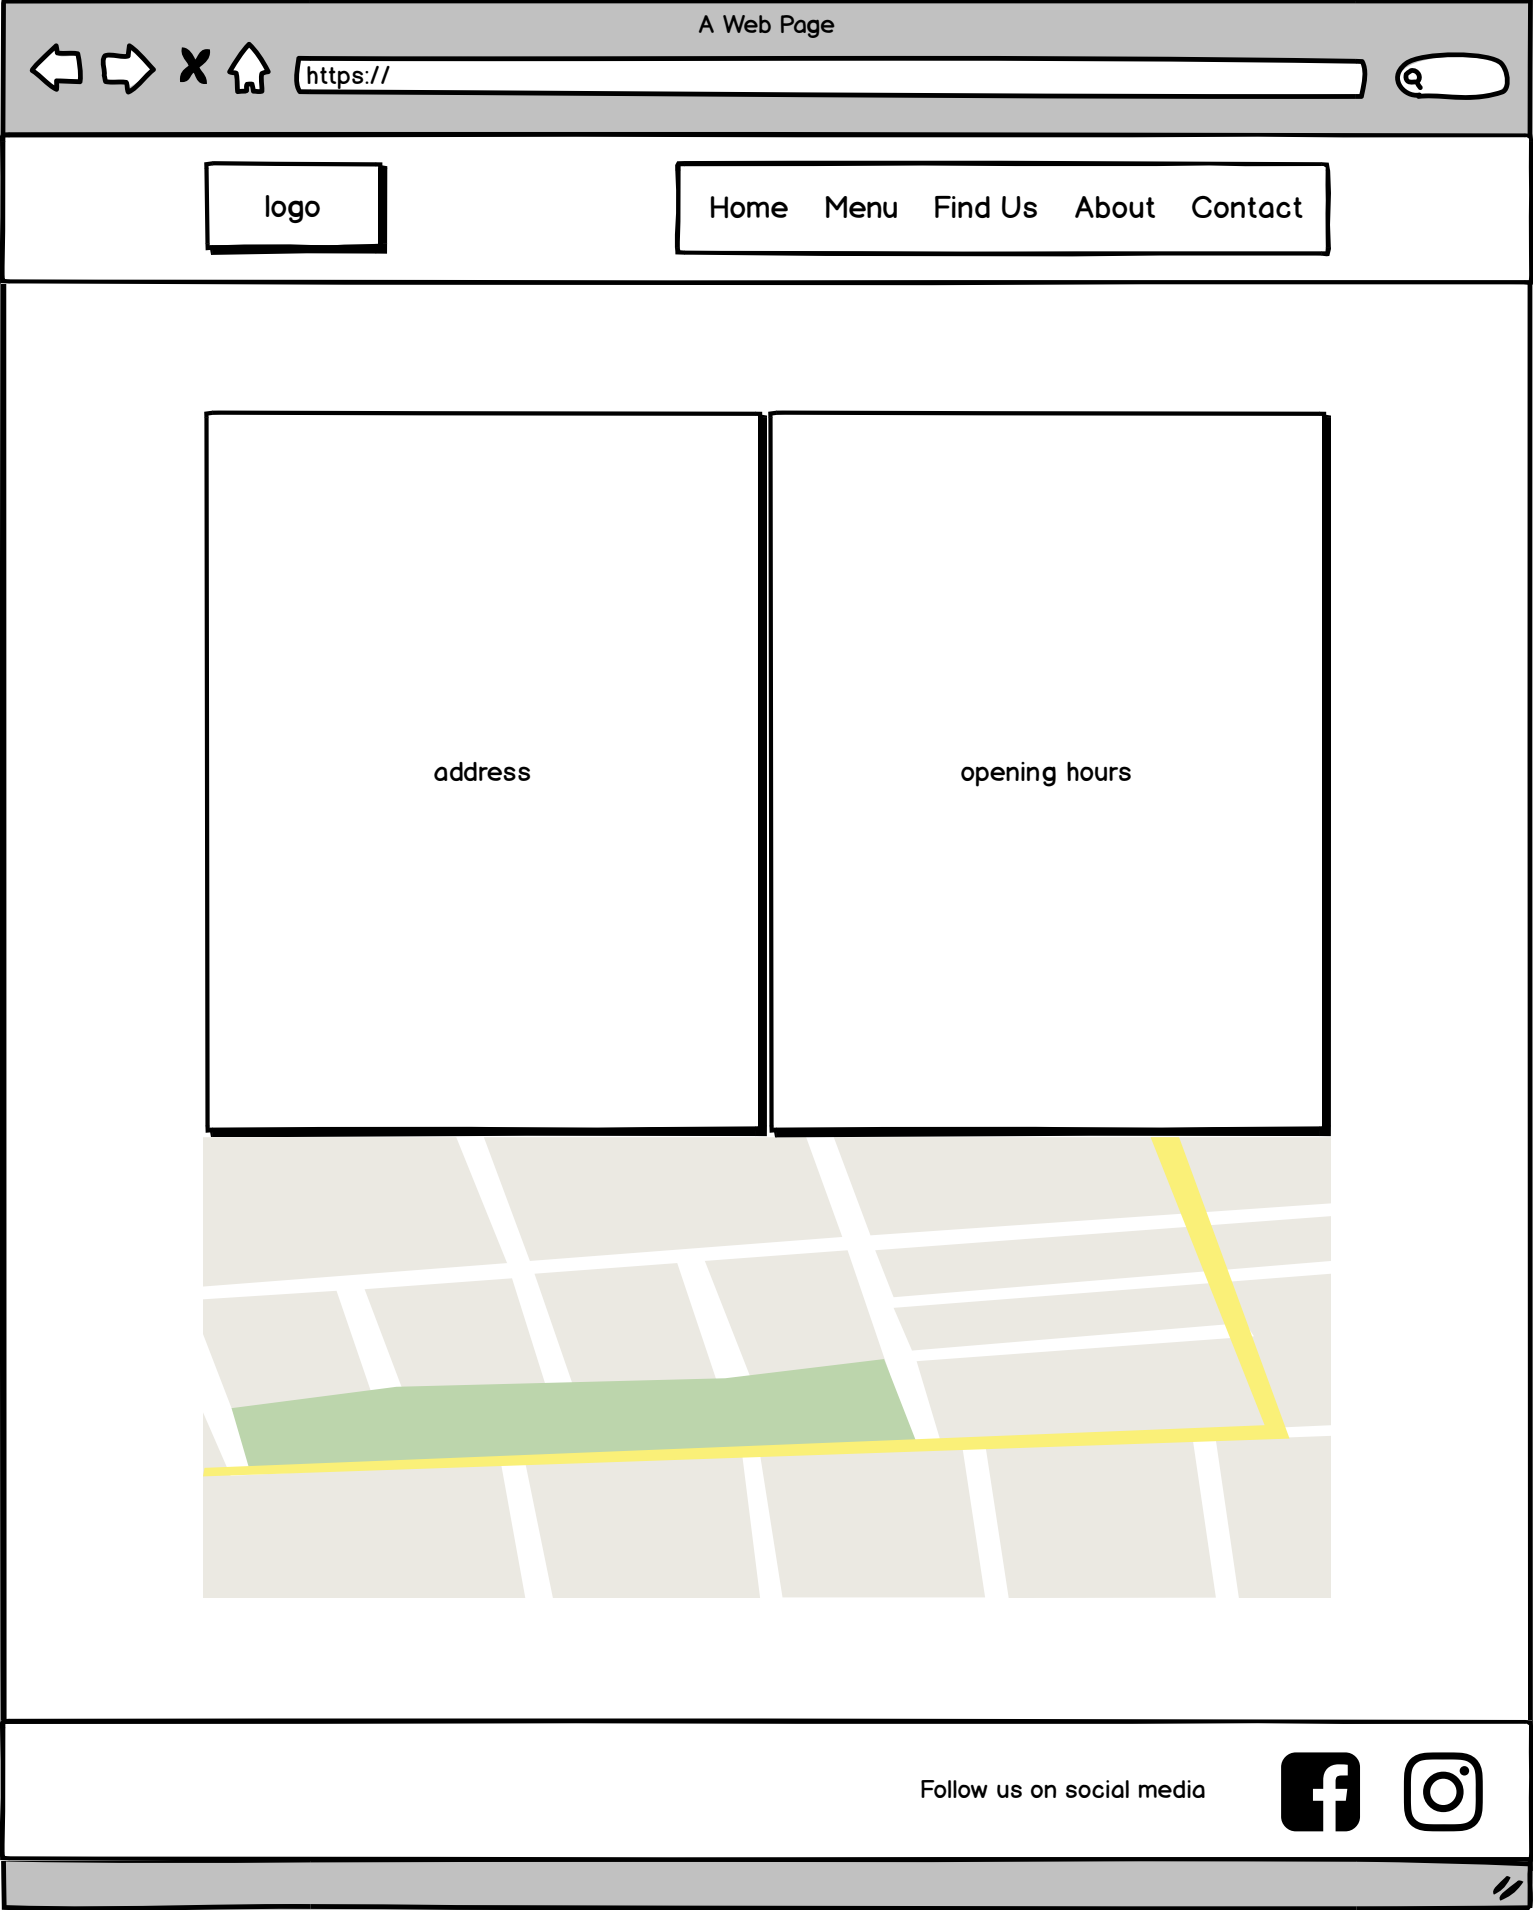 A Web Page
https://
logo
Home Menu Find Us About Contact
address
opening hours
Follow us on social media